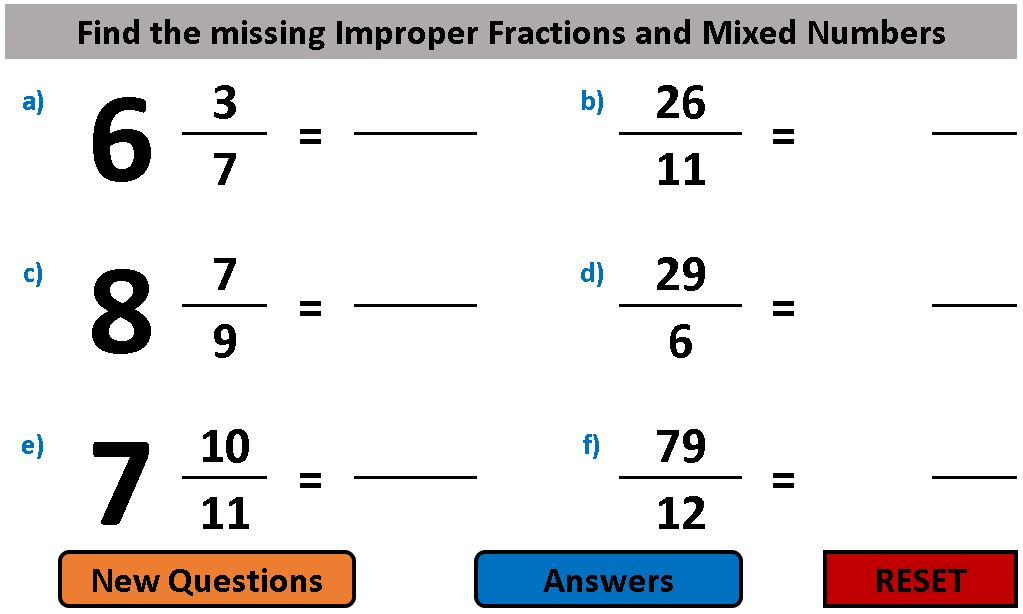 Find the missing Improper Fractions and Mixed Numbers
a) 6 3/7 =
b) 26/11 =
c) 8 7/9 =
d) 29/6 =
e) 7 10/11 =
f) 79/12 =
New Questions
Answers
RESET